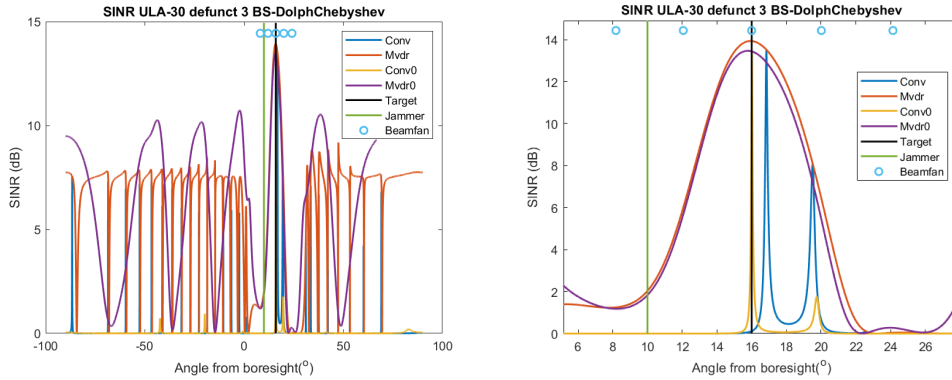 SINR ULA-30 defunct 3 BS-DolphChebyshev
15
10
5
0
SINR (dB)
-100
-50
0
50
100
Angle from boresight(o)
Conv
Mvdr
Conv0
Mvdr0
Target
Jammer
Beamfan
SINR ULA-30 defunct 3 BS-DolphChebyshev
14
12
10
8
6
4
2
0
SINR (dB)
6
8
10
12
14
16
18
20
22
24
26
Angle from boresight(o)
Conv
Mvdr
Conv0
Mvdr0
Target
Jammer
Beamfan